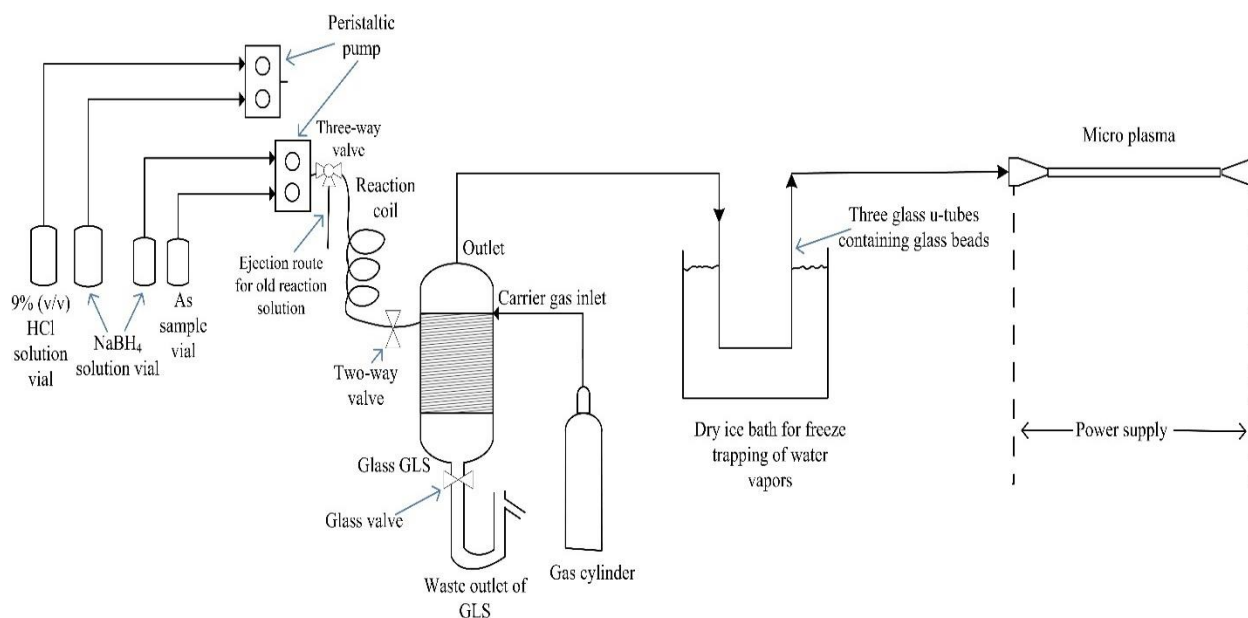 Peristaltic
pump
Three-way
valve
Reaction
coil
Ejection route
for old reaction
solution
9% (v/v)
HCl
solution
vial
NaBH₄
solution vial
As
sample
vial
Two-way
valve
Outlet
Carrier gas inlet
Glass GLS
Glass valve
Waste outlet of
GLS
Gas cylinder
Three glass u-tubes
containing glass beads
Dry ice bath for freeze
trapping of water
vapors
Micro plasma
Power supply